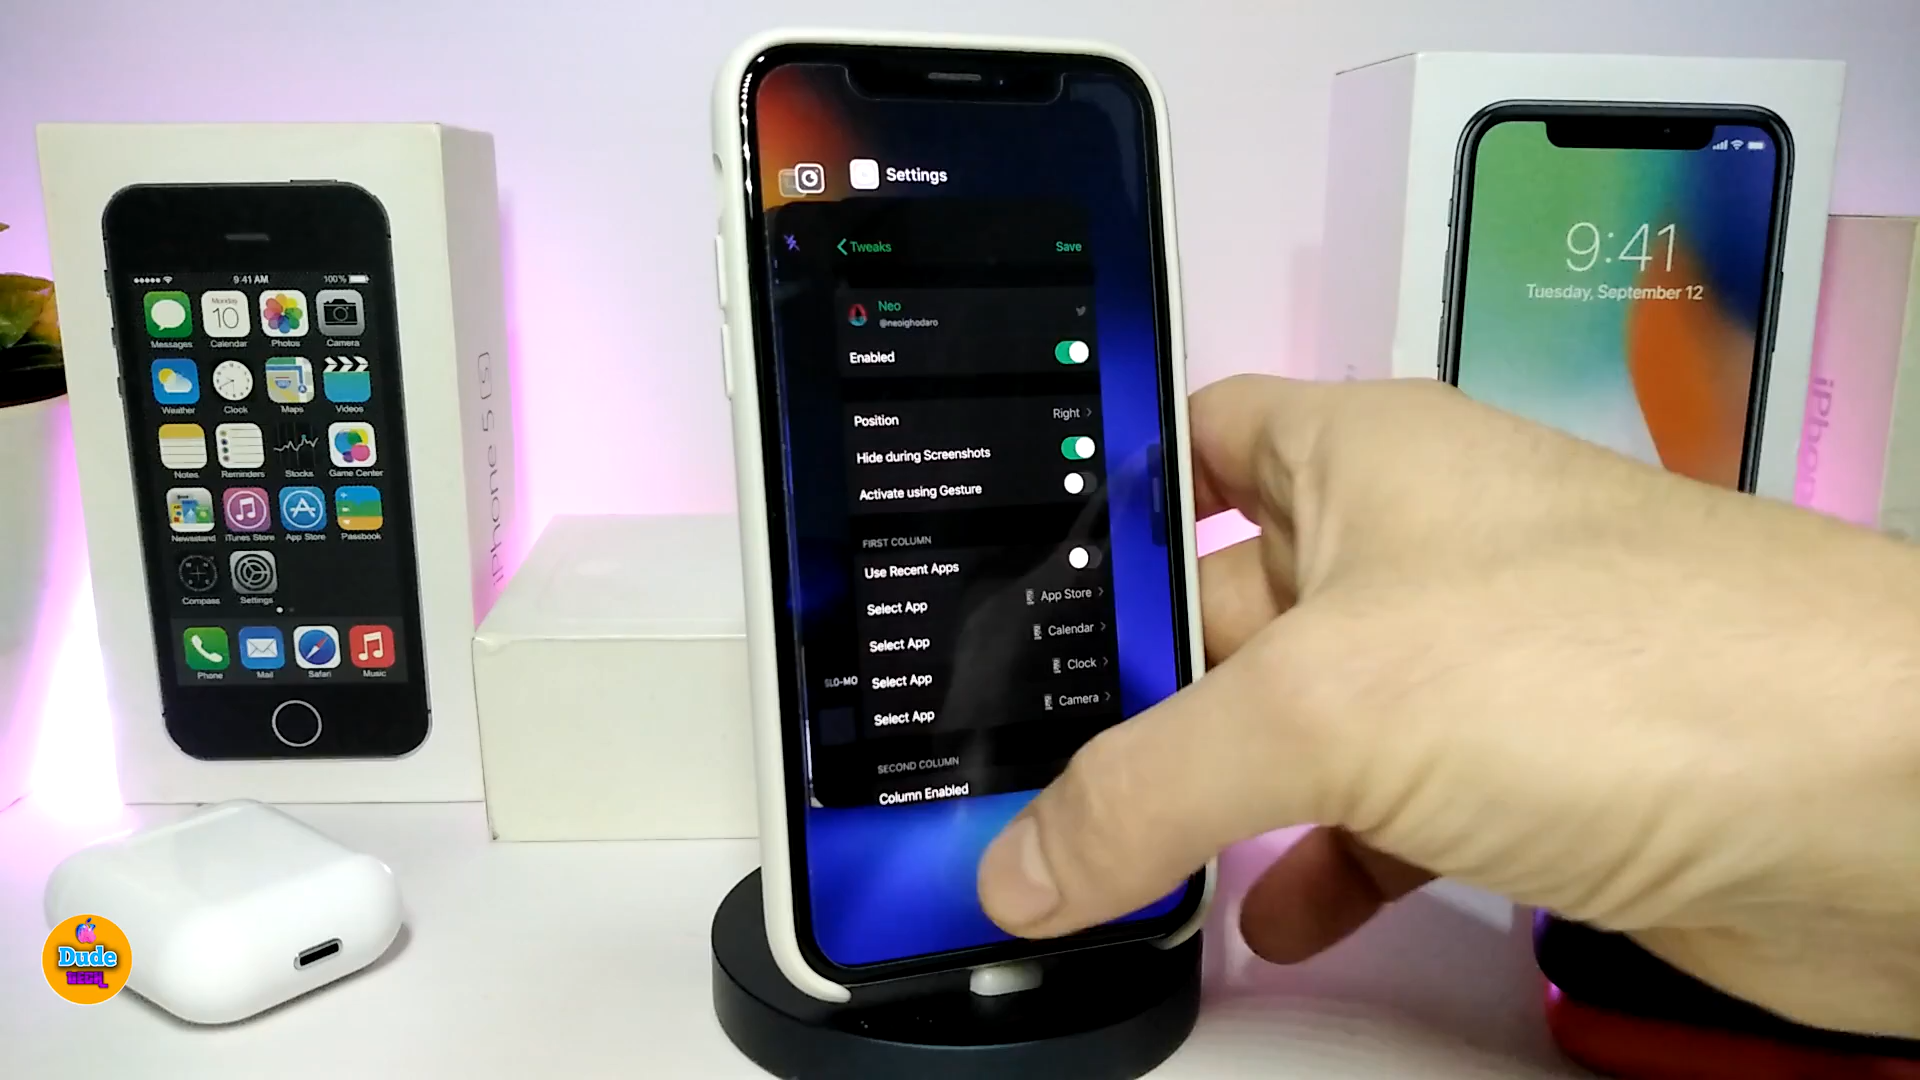 iPhone 5 [S]
9:41 AM
100%
Monday
10
Messages
Calendar
Photos
Camera
Weather
Clock
Maps
Videos
Notes
Reminders
Stocks
Game Center
Newsstand
iTunes Store
App Store
Passbook
Compass
Settings
Phone
Mail
Safari
Music
Dude
TECH
Settings
Tweaks
Save
Neo
@neoighodaro
Enabled
Position
Right
Hide during Screenshots
Activate using Gesture
FIRST COLUMN
Use Recent Apps
Select App
App Store
Select App
Calendar
Select App
Clock
Select App
Camera
SLO-MO
SECOND COLUMN
Column Enabled
9:41
Tuesday, September 12
iPhon